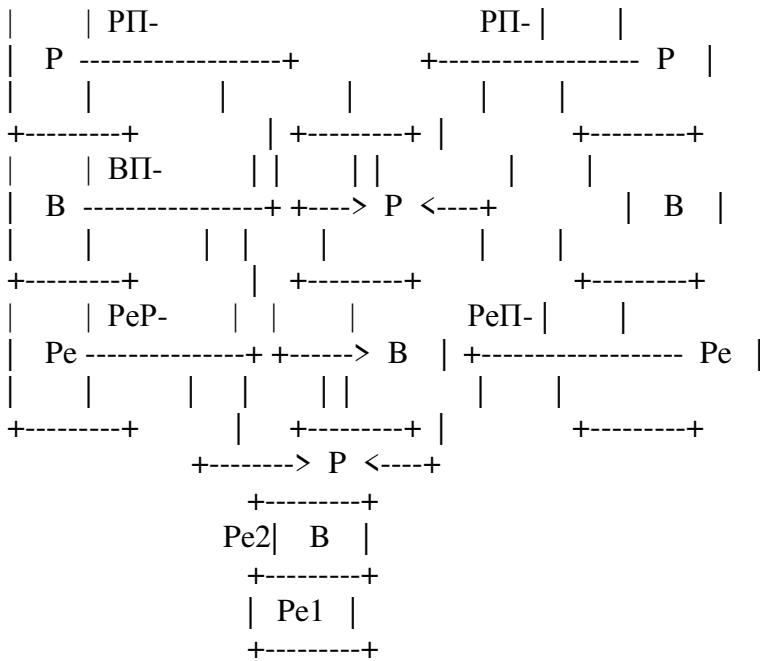 |         | РП-                                          РП- |         |
|    Р --------------------+                +-------------------- Р    |
|         |                |                |                |         |
+---------+                | +---------+ |                +---------+
|         | ВП-          | |         | |                |         |
|    В ------------------+ +----> Р <----+                |    В    |
|         |              | |         |                |         |
+---------+              | +---------+                +---------+
|         | РеР-        | |         |              РеП- |         |
|    Ре -----------------+ +------> В    | +-------------------- Ре    |
|         |            | |         | |                |         |
+---------+            | +---------+ |                +---------+
+--------> Р <----+
+---------+
Ре2|    В    |
+---------+
|   Ре1   |
+---------+